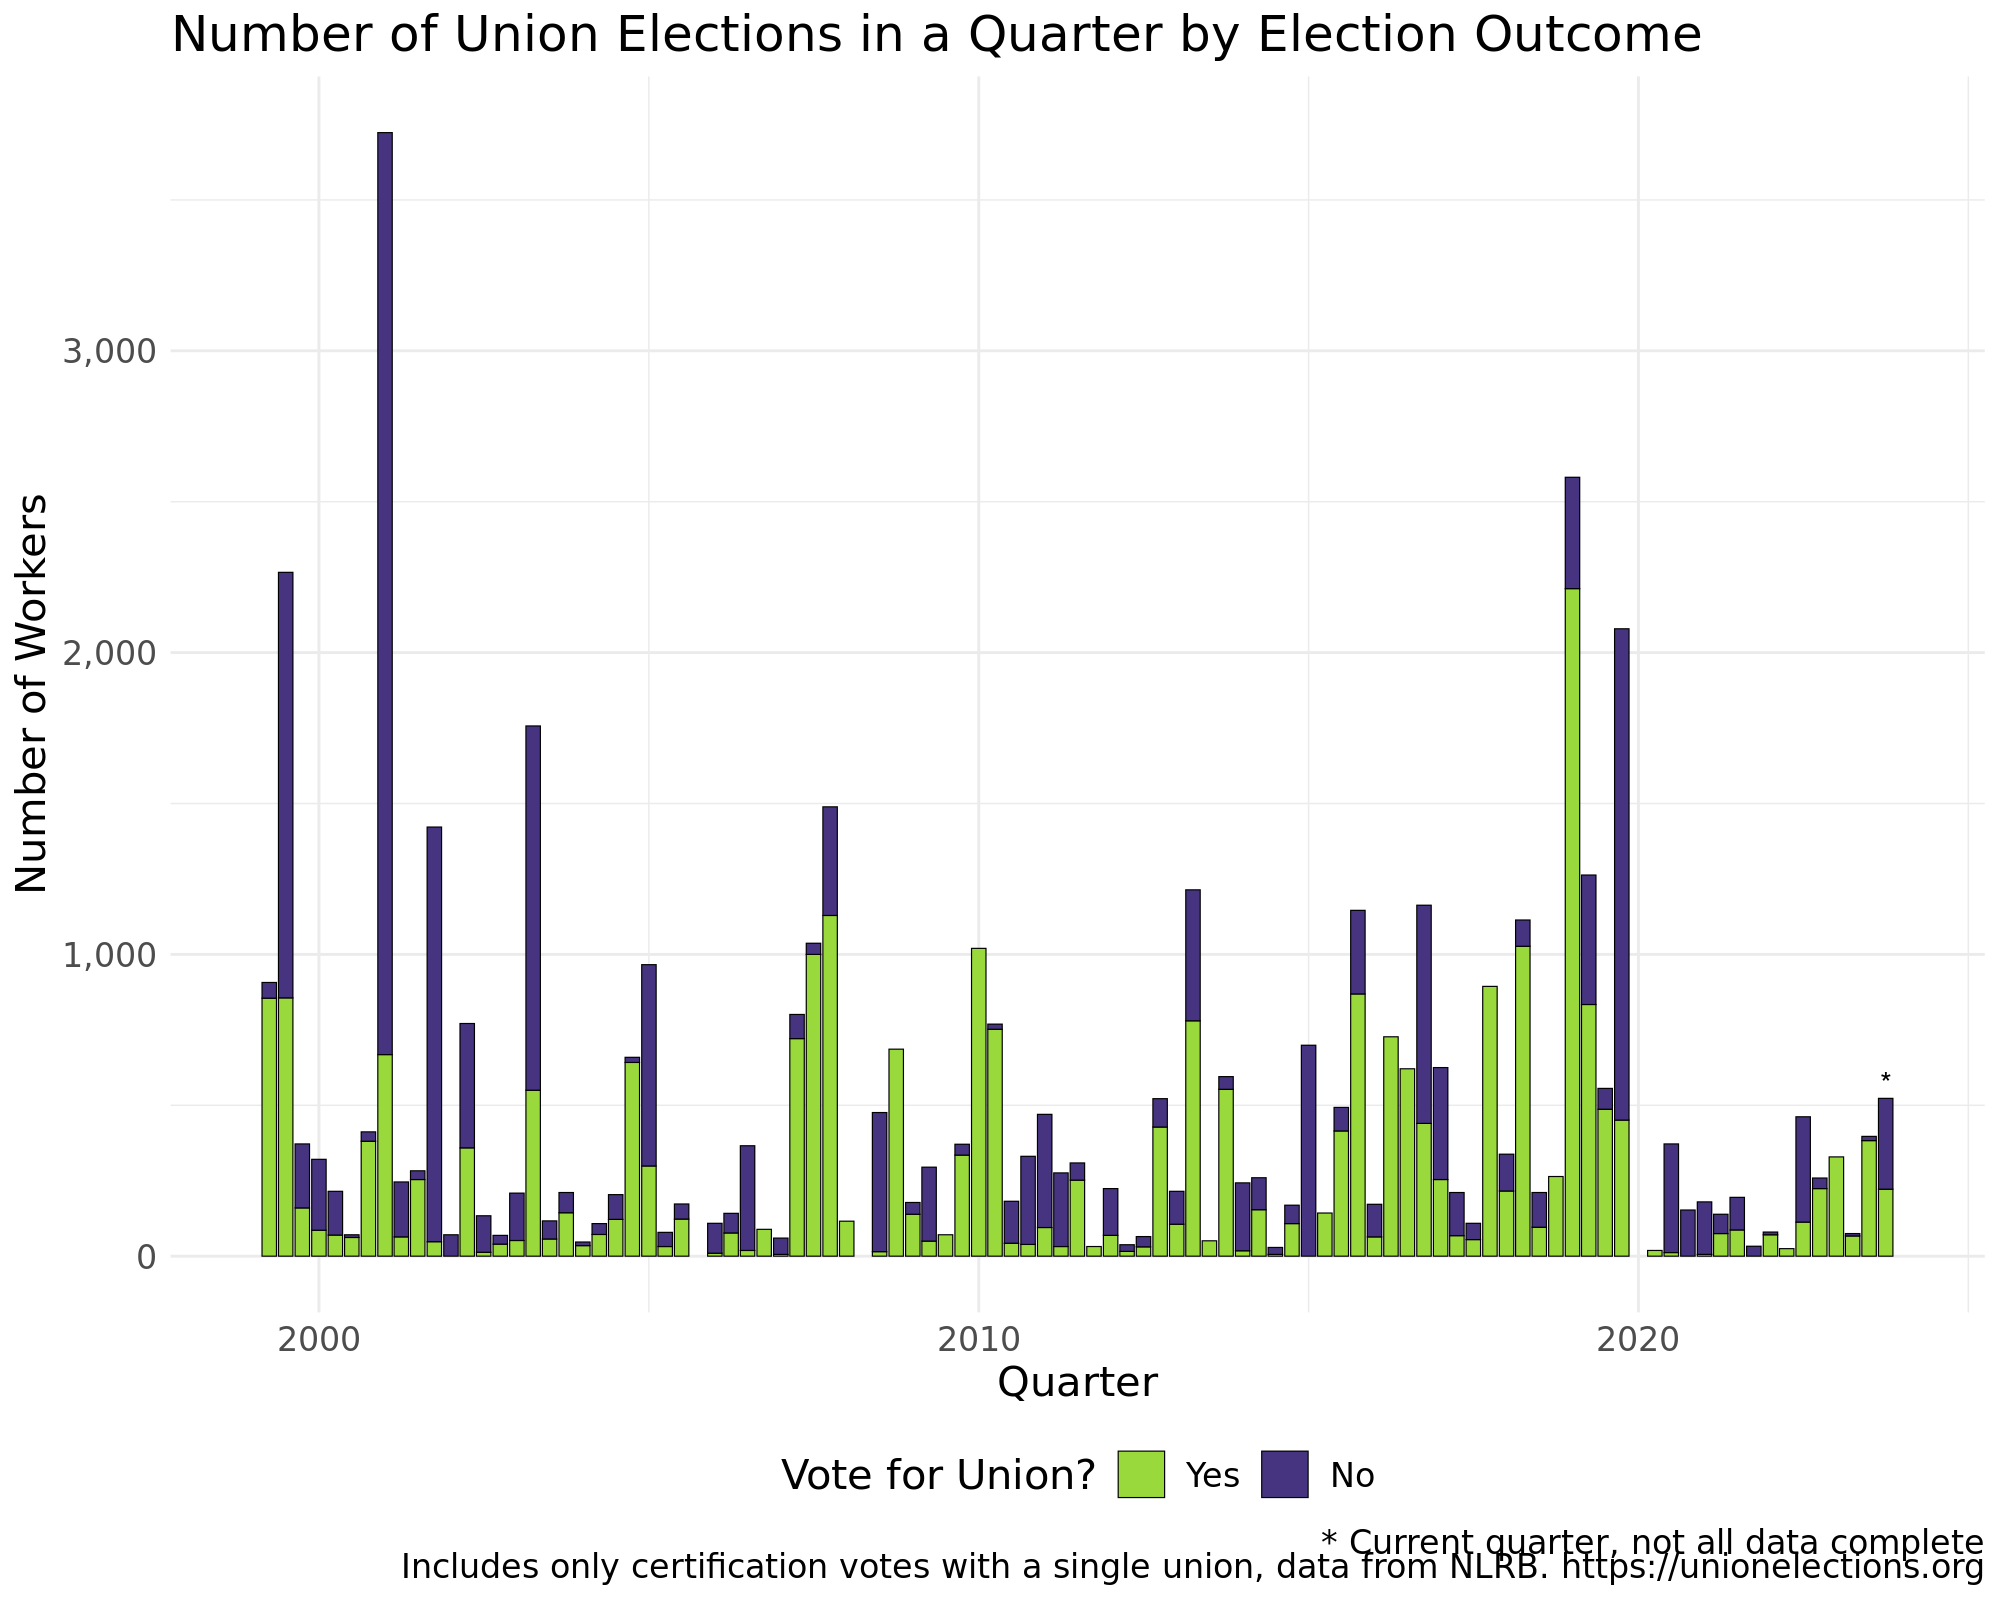 Number of Union Elections in a Quarter by Election Outcome
Number of Workers
3,000
2,000
1,000
0
*
2000 2010 2020
Quarter
Vote for Union? Yes No
* Current quarter, not all data complete
Includes only certification votes with a single union, data from NLRB. https://unionelections.org